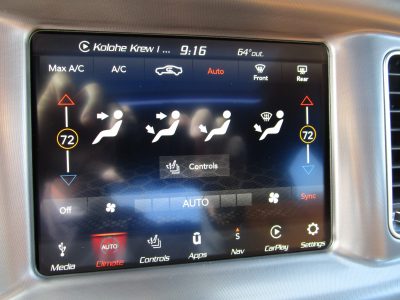 Kolohe Krew I ... 9:16 64° out.
Max A/C A/C Auto Front Rear
72 72
Controls
Off AUTO Sync
AUTO
Media Climate Controls Apps Nav CarPlay Settings